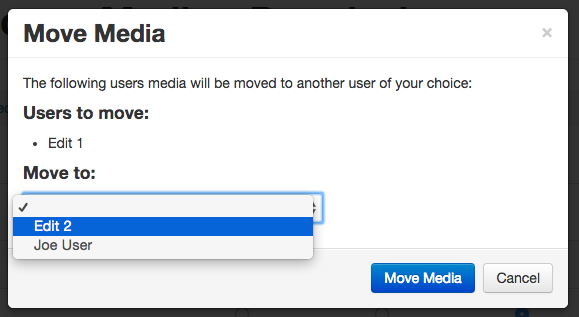 Move Media
×
The following users media will be moved to another user of your choice:
Users to move:
• Edit 1
Move to:
✓
Edit 2
Joe User
Move Media Cancel